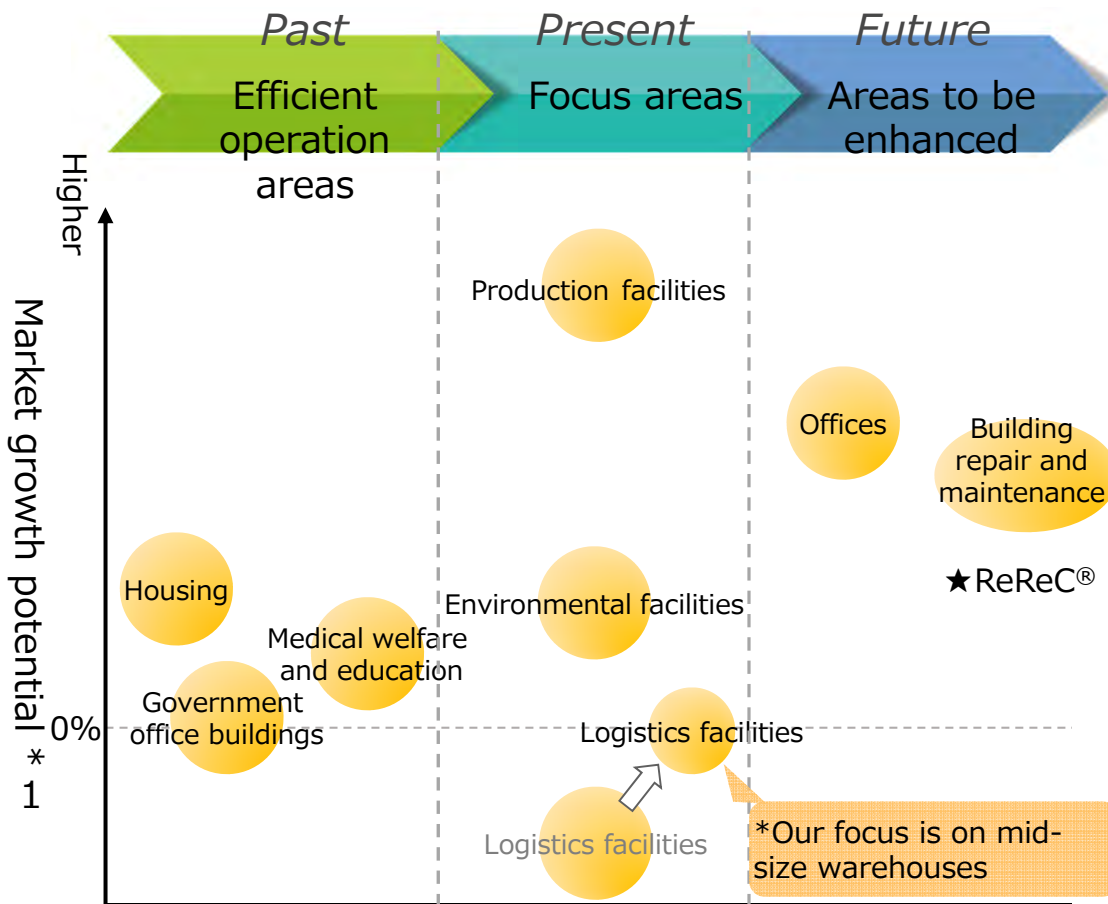 Past
Present
Future
Efficient
operation
areas
Focus areas
Areas to be
enhanced
Higher
Market growth potential *1
Production facilities
Offices
Building
repair and
maintenance
★ReReC®
Housing
Environmental facilities
Medical welfare
and education
Government
office buildings
0%
Logistics facilities
Logistics facilities
*Our focus is on mid-
size warehouses